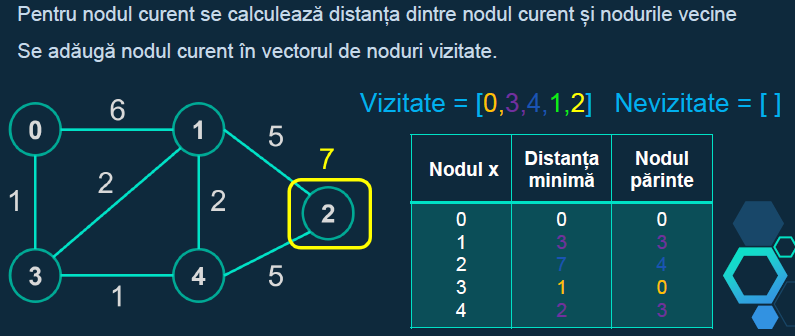 Pentru nodul curent se calculează distanța dintre nodul curent și nodurile vecine
Se adăugă nodul curent în vectorul de noduri vizitate.
Vizitate = [0,3,4,1,2] Nevizitate = [ ]
0 6 1 5 7
1 2 2 2
3 1 4 5
Nodul x Distanța minimă Nodul părinte
0 0 0
1 3 3
2 7 4
3 1 0
4 2 3